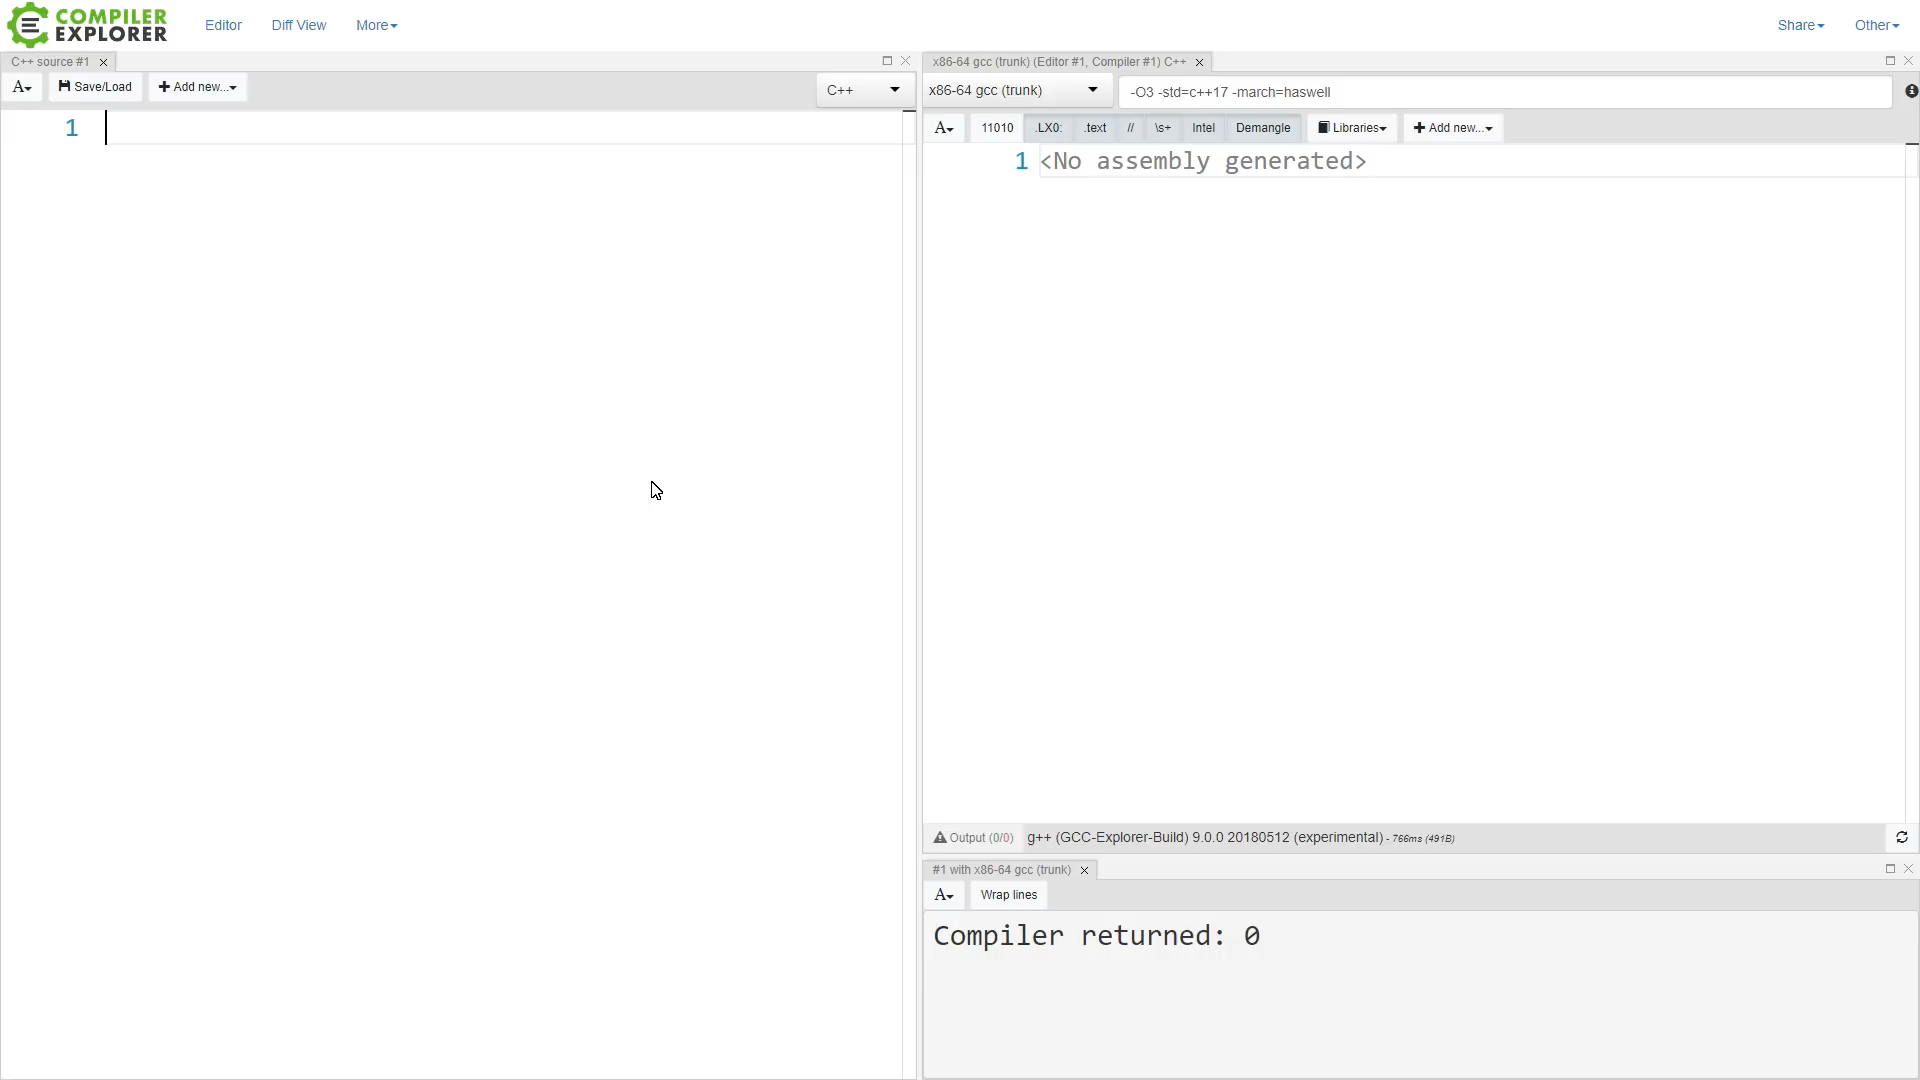 COMPILER
EXPLORER
Editor
Diff View
More
Share
Other
C++ source #1
A
Save/Load
Add new...
C++
1
x86-64 gcc (trunk) (Editor #1, Compiler #1) C++
x86-64 gcc (trunk)
-O3 -std=c++17 -march=haswell
A
11010
.LX0:
.text
//
\s+
Intel
Demangle
Libraries
Add new...
1 <No assembly generated>
Output (0/0)
g++ (GCC-Explorer-Build) 9.0.0 20180512 (experimental) - 766ms (491B)
#1 with x86-64 gcc (trunk)
A
Wrap lines
Compiler returned: 0